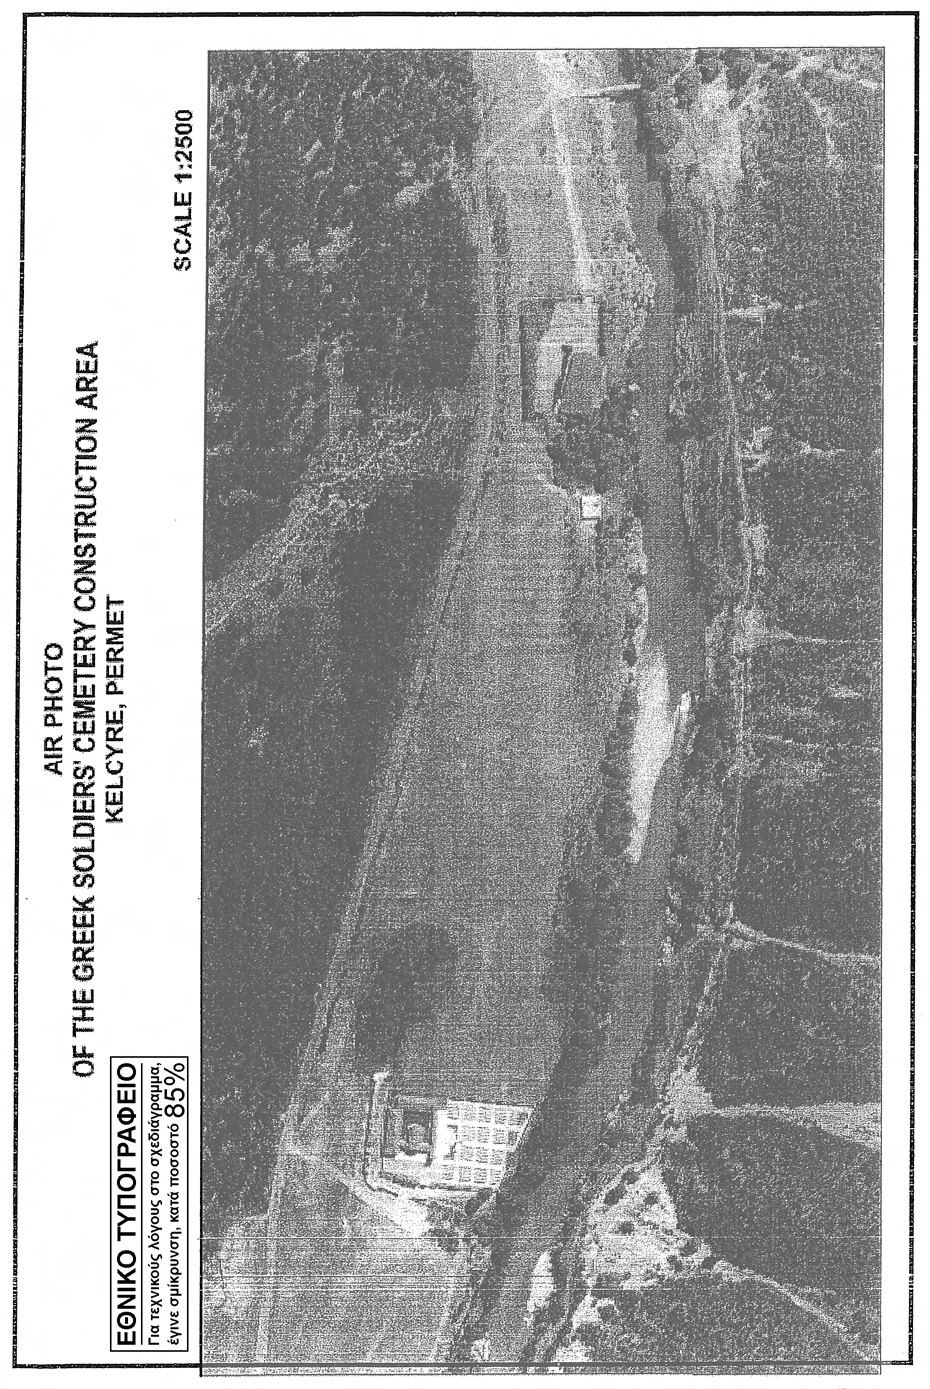 AIR PHOTO
OF THE GREEK SOLDIERS' CEMETERY CONSTRUCTION AREA
KELCYRE, PERMET
SCALE 1:2500
ΕΘΝΙΚΟ ΤΥΠΟΓΡΑΦΕΙΟ
Για τεχνικούς λόγους στο σχεδιάγραμμα,
έγινε σμίκρυνση, κατά ποσοστό 85%